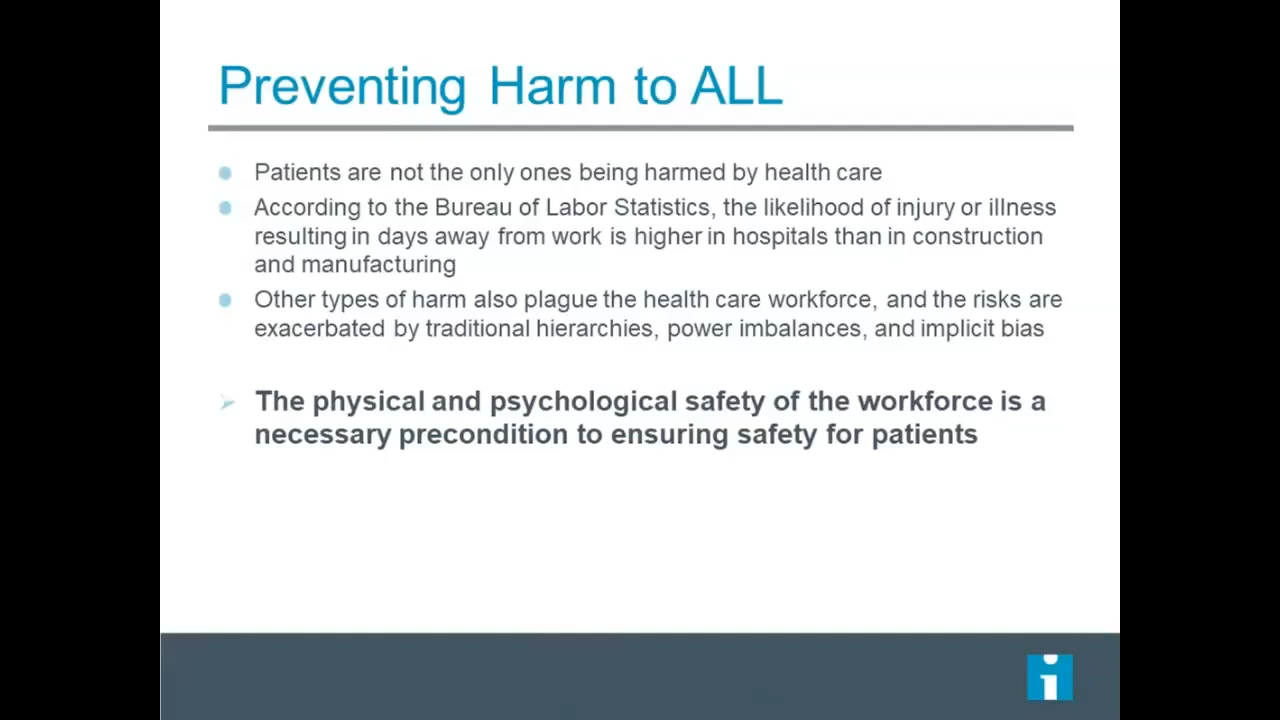 Preventing Harm to ALL
Patients are not the only ones being harmed by health care
According to the Bureau of Labor Statistics, the likelihood of injury or illness
resulting in days away from work is higher in hospitals than in construction
and manufacturing
Other types of harm also plague the health care workforce, and the risks are
exacerbated by traditional hierarchies, power imbalances, and implicit bias
The physical and psychological safety of the workforce is a
necessary precondition to ensuring safety for patients
i